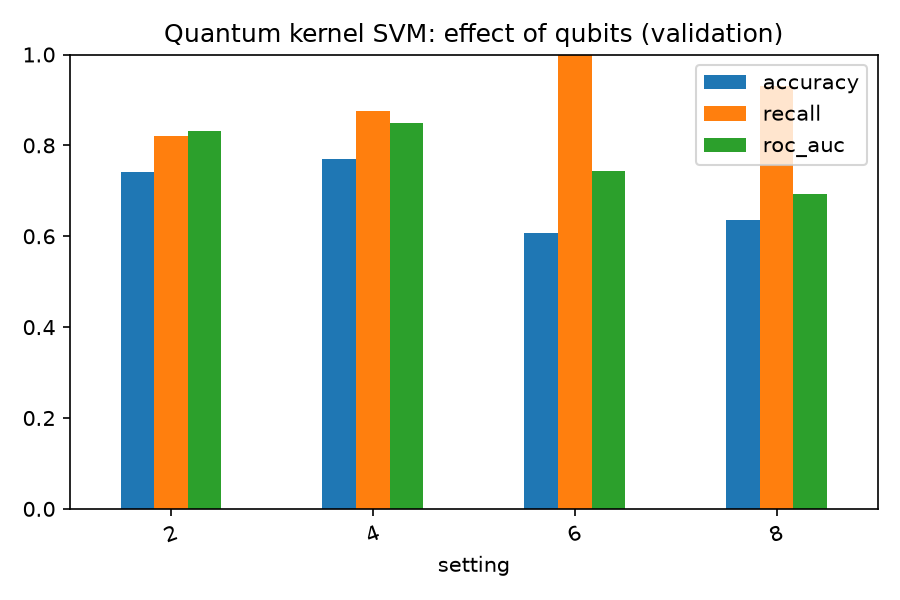 Quantum kernel SVM: effect of qubits (validation)
1.0
0.8
0.6
0.4
0.2
0.0
accuracy
recall
roc_auc
2
4
6
8
setting